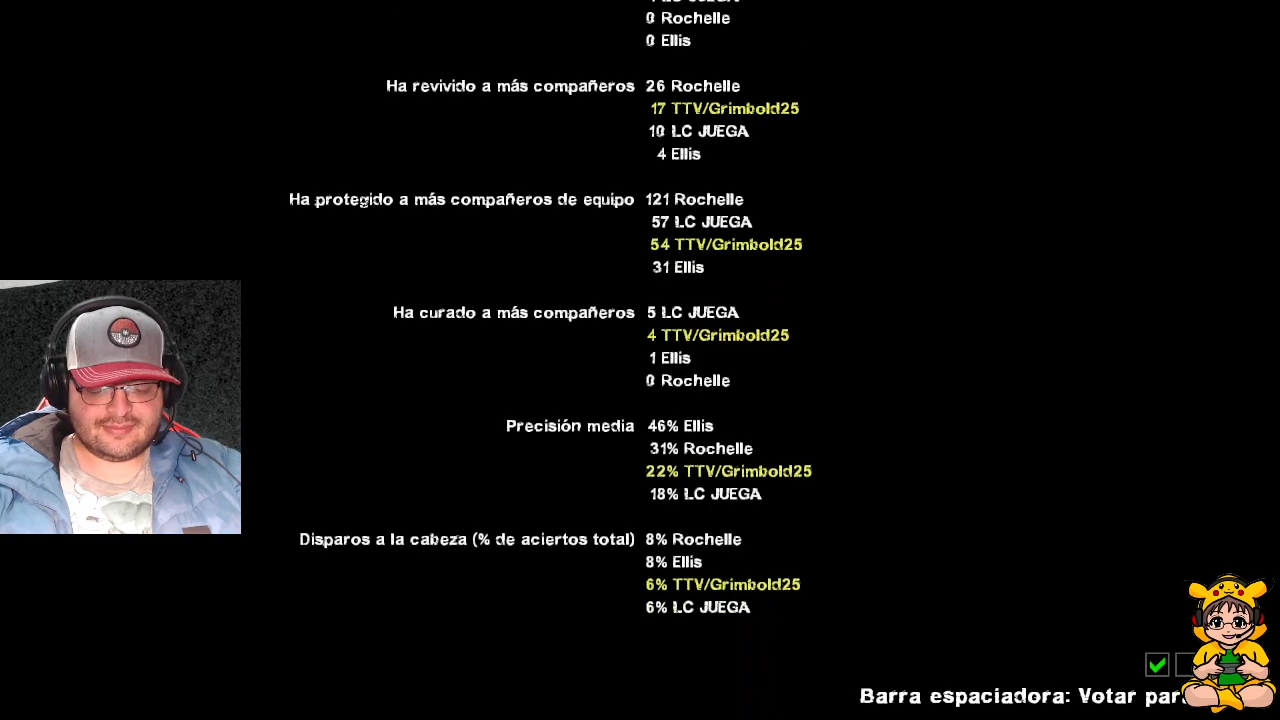 0 Rochelle
0 Ellis
Ha revivido a más compañeros 26 Rochelle
17 TTV/Grimbold25
10 LC JUEGA
4 Ellis
Ha protegido a más compañeros de equipo 121 Rochelle
57 LC JUEGA
54 TTV/Grimbold25
31 Ellis
Ha curado a más compañeros 5 LC JUEGA
4 TTV/Grimbold25
1 Ellis
0 Rochelle
Precisión media 46% Ellis
31% Rochelle
22% TTV/Grimbold25
18% LC JUEGA
Disparos a la cabeza (% de aciertos total) 8% Rochelle
8% Ellis
6% TTV/Grimbold25
6% LC JUEGA
Barra espaciadora: Votar